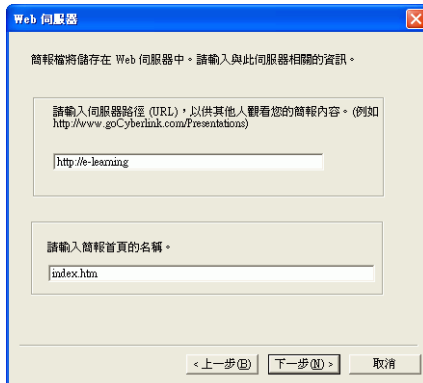 Web 伺服器
簡報檔將儲存在 Web 伺服器中。請輸入與此伺服器相關的資訊。
請輸入伺服器路徑 (URL)，以供其他人觀看您的簡報內容。(例如
http://www.goCyberlink.com/Presentations)
http://e-learning
請輸入簡報首頁的名稱。
index.htm
<上一步(B) 下一步(N)> 取消